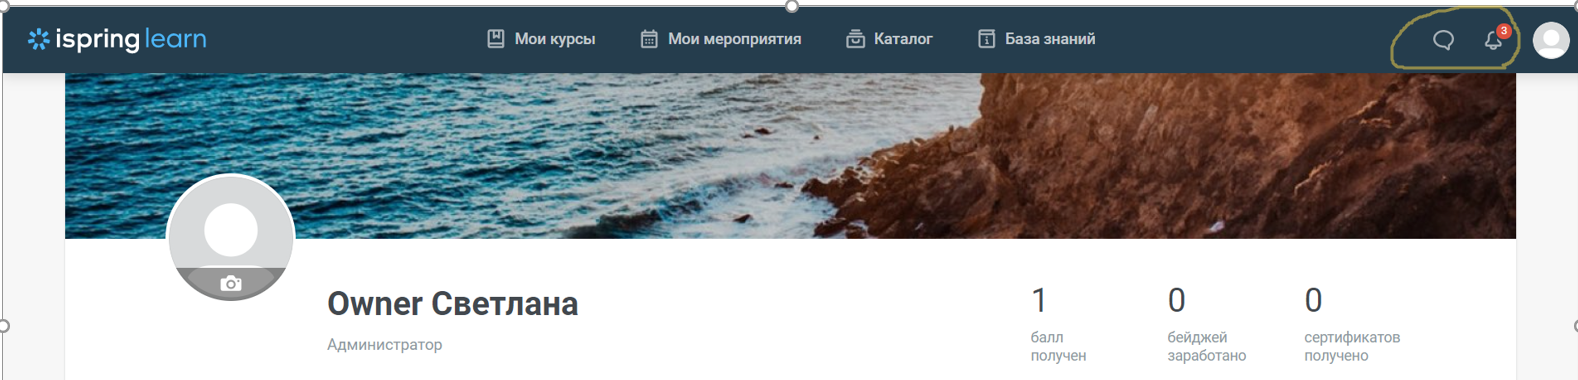 ispring learn
Мои курсы
Мои мероприятия
Каталог
База знаний
3
Owner Светлана
Администратор
1
балл
получен
0
бейджей
заработано
0
сертификатов
получено